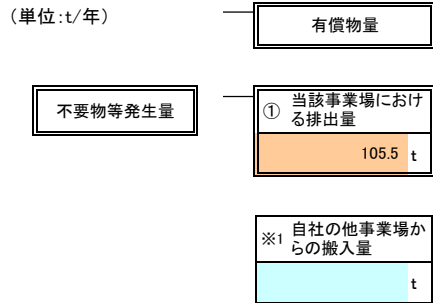 （単位:t/年）
有償物量
不要物等発生量
① 当該事業場におけ
る排出量
105.5 t
※1 自社の他事業場か
らの搬入量
t